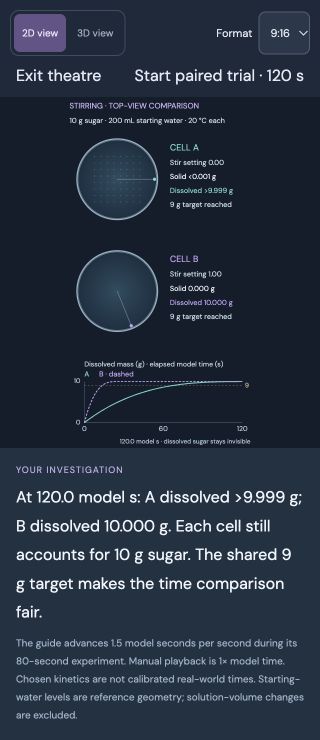 2D view 3D view Format 9:16
Exit theatre Start paired trial · 120 s
STIRRING · TOP-VIEW COMPARISON
10 g sugar · 200 mL starting water · 20 °C each
CELL A
Stir setting 0.00
Solid <0.001 g
Dissolved >9.999 g
9 g target reached
CELL B
Stir setting 1.00
Solid 0.000 g
Dissolved 10.000 g
9 g target reached
Dissolved mass (g) · elapsed model time (s)
A B · dashed
10
9
0
0 60 120
120.0 model s · dissolved sugar stays invisible
YOUR INVESTIGATION
At 120.0 model s: A dissolved >9.999 g;
B dissolved 10.000 g. Each cell still
accounts for 10 g sugar. The shared 9
g target makes the time comparison
fair.
The guide advances 1.5 model seconds per second during its
80-second experiment. Manual playback is 1× model time.
Chosen kinetics are not calibrated real-world times. Starting-
water levels are reference geometry; solution-volume changes
are excluded.